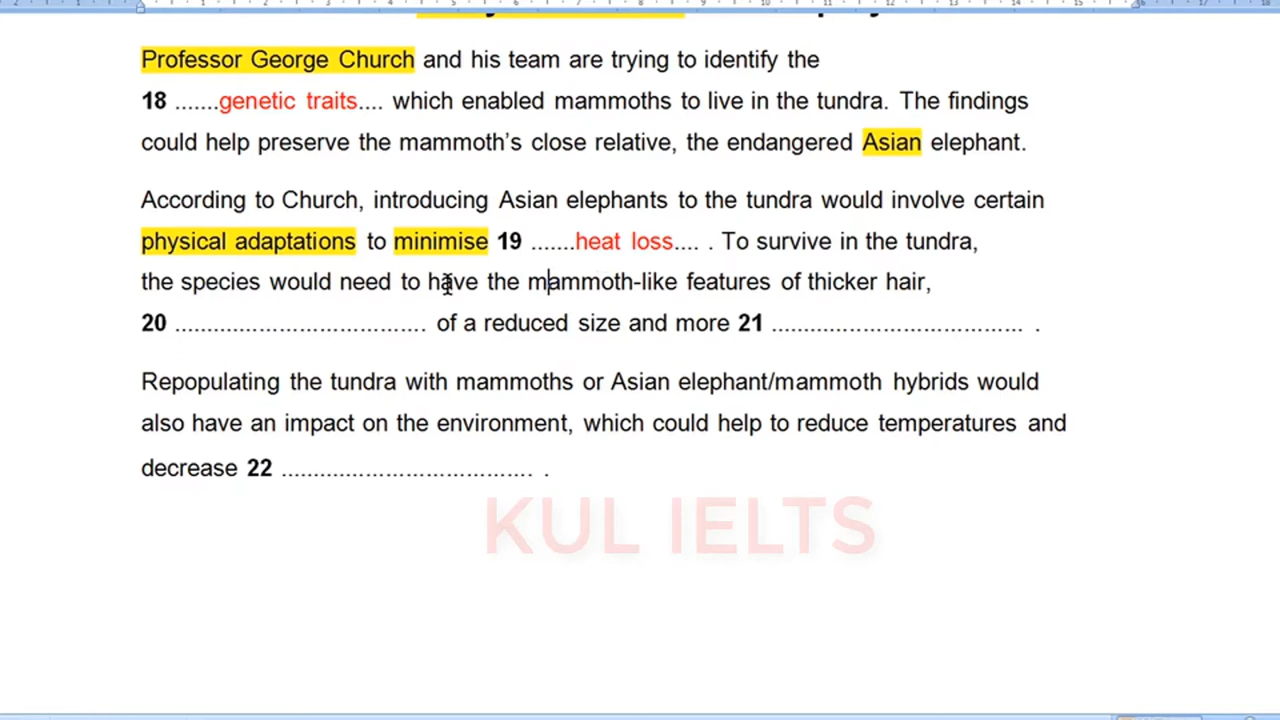 Professor George Church and his team are trying to identify the
18 .......genetic traits.... which enabled mammoths to live in the tundra. The findings
could help preserve the mammoth's close relative, the endangered Asian elephant.
According to Church, introducing Asian elephants to the tundra would involve certain
physical adaptations to minimise 19 .......heat loss.... . To survive in the tundra,
the species would need to have the mammoth-like features of thicker hair,
20 ...................................... of a reduced size and more 21 ...................................... .
Repopulating the tundra with mammoths or Asian elephant/mammoth hybrids would
also have an impact on the environment, which could help to reduce temperatures and
decrease 22 ...................................... .
KUL IELTS